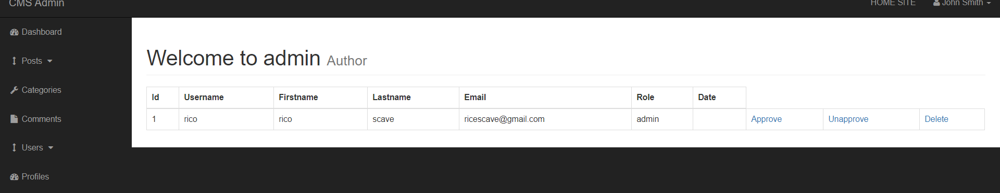 CMS Admin
HOME SITE
John Smith
Dashboard
Posts
Categories
Comments
Users
Profiles
Welcome to admin Author
Id Username Firstname Lastname Email Role Date
1 rico rico scave ricescave@gmail.com admin Approve Unapprove Delete